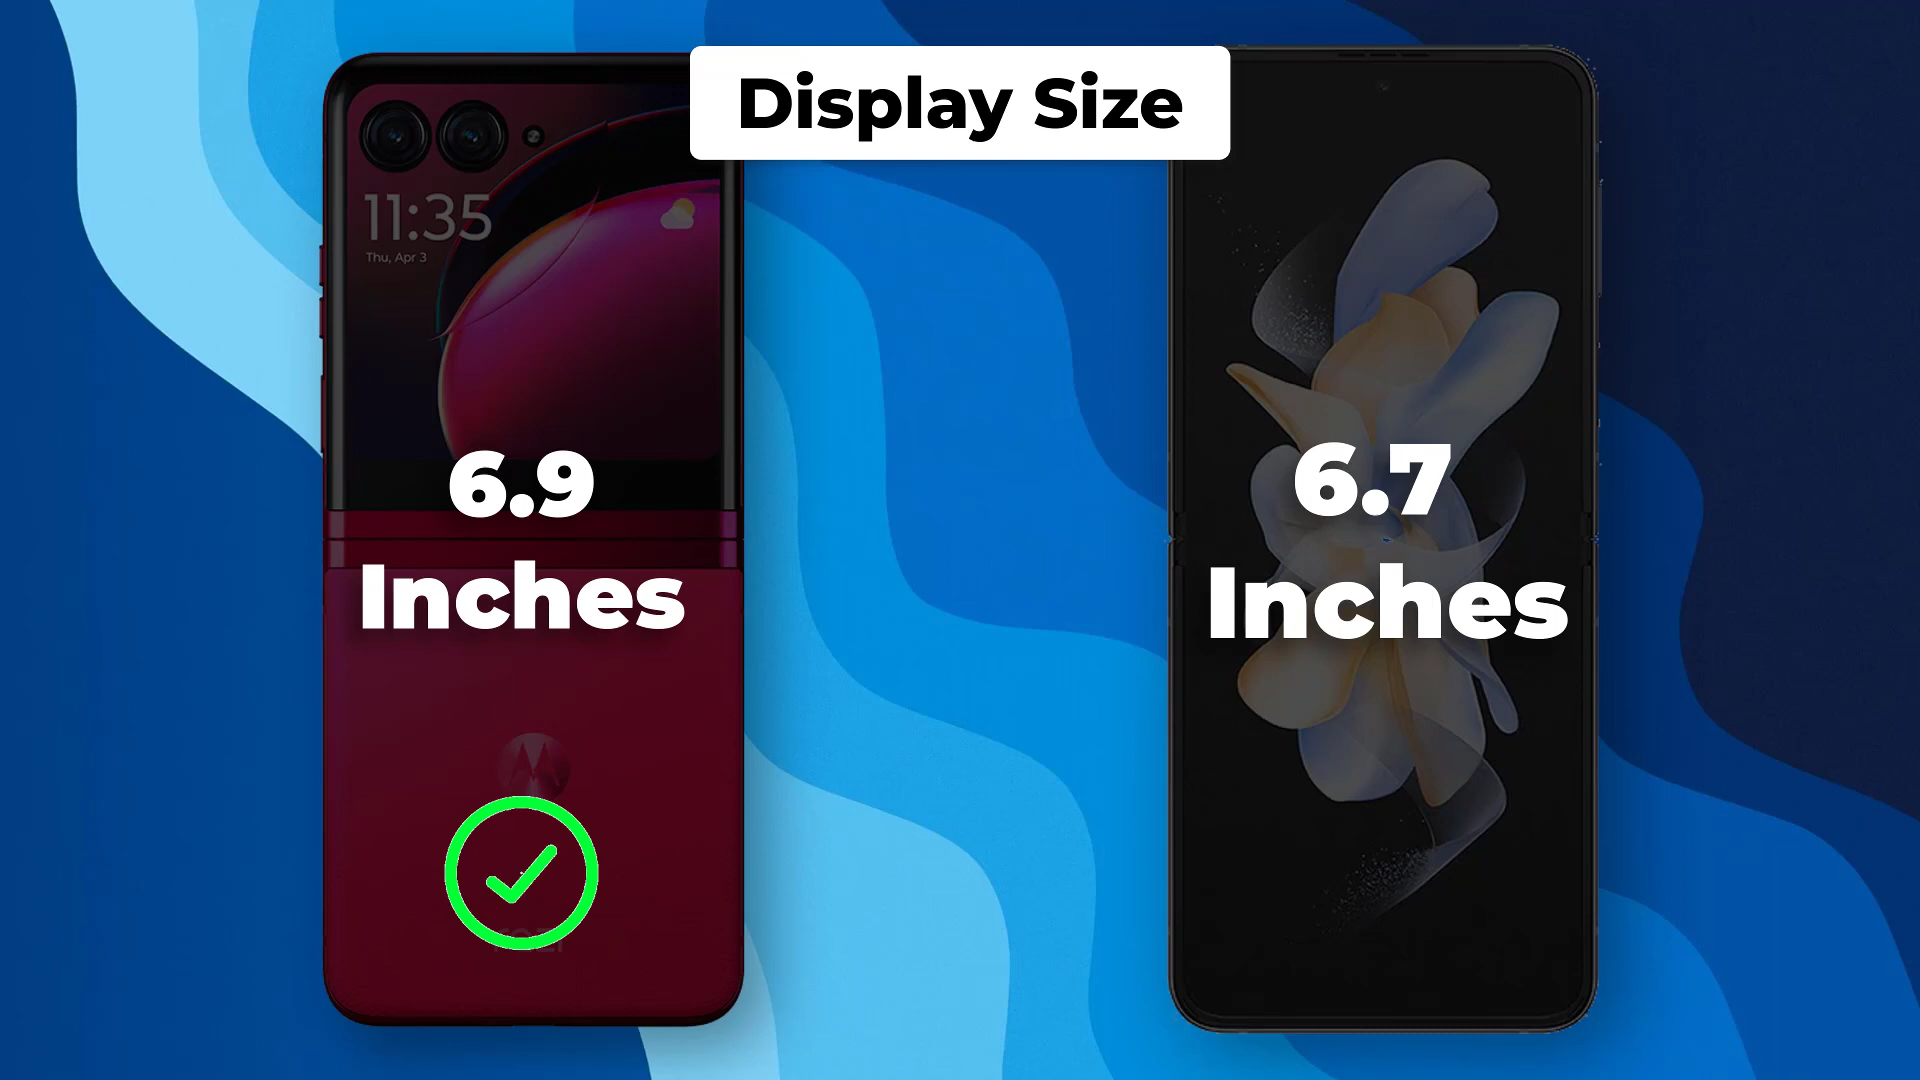 Display Size
11:35
Thu, Apr 3
6.9
Inches
6.7
Inches